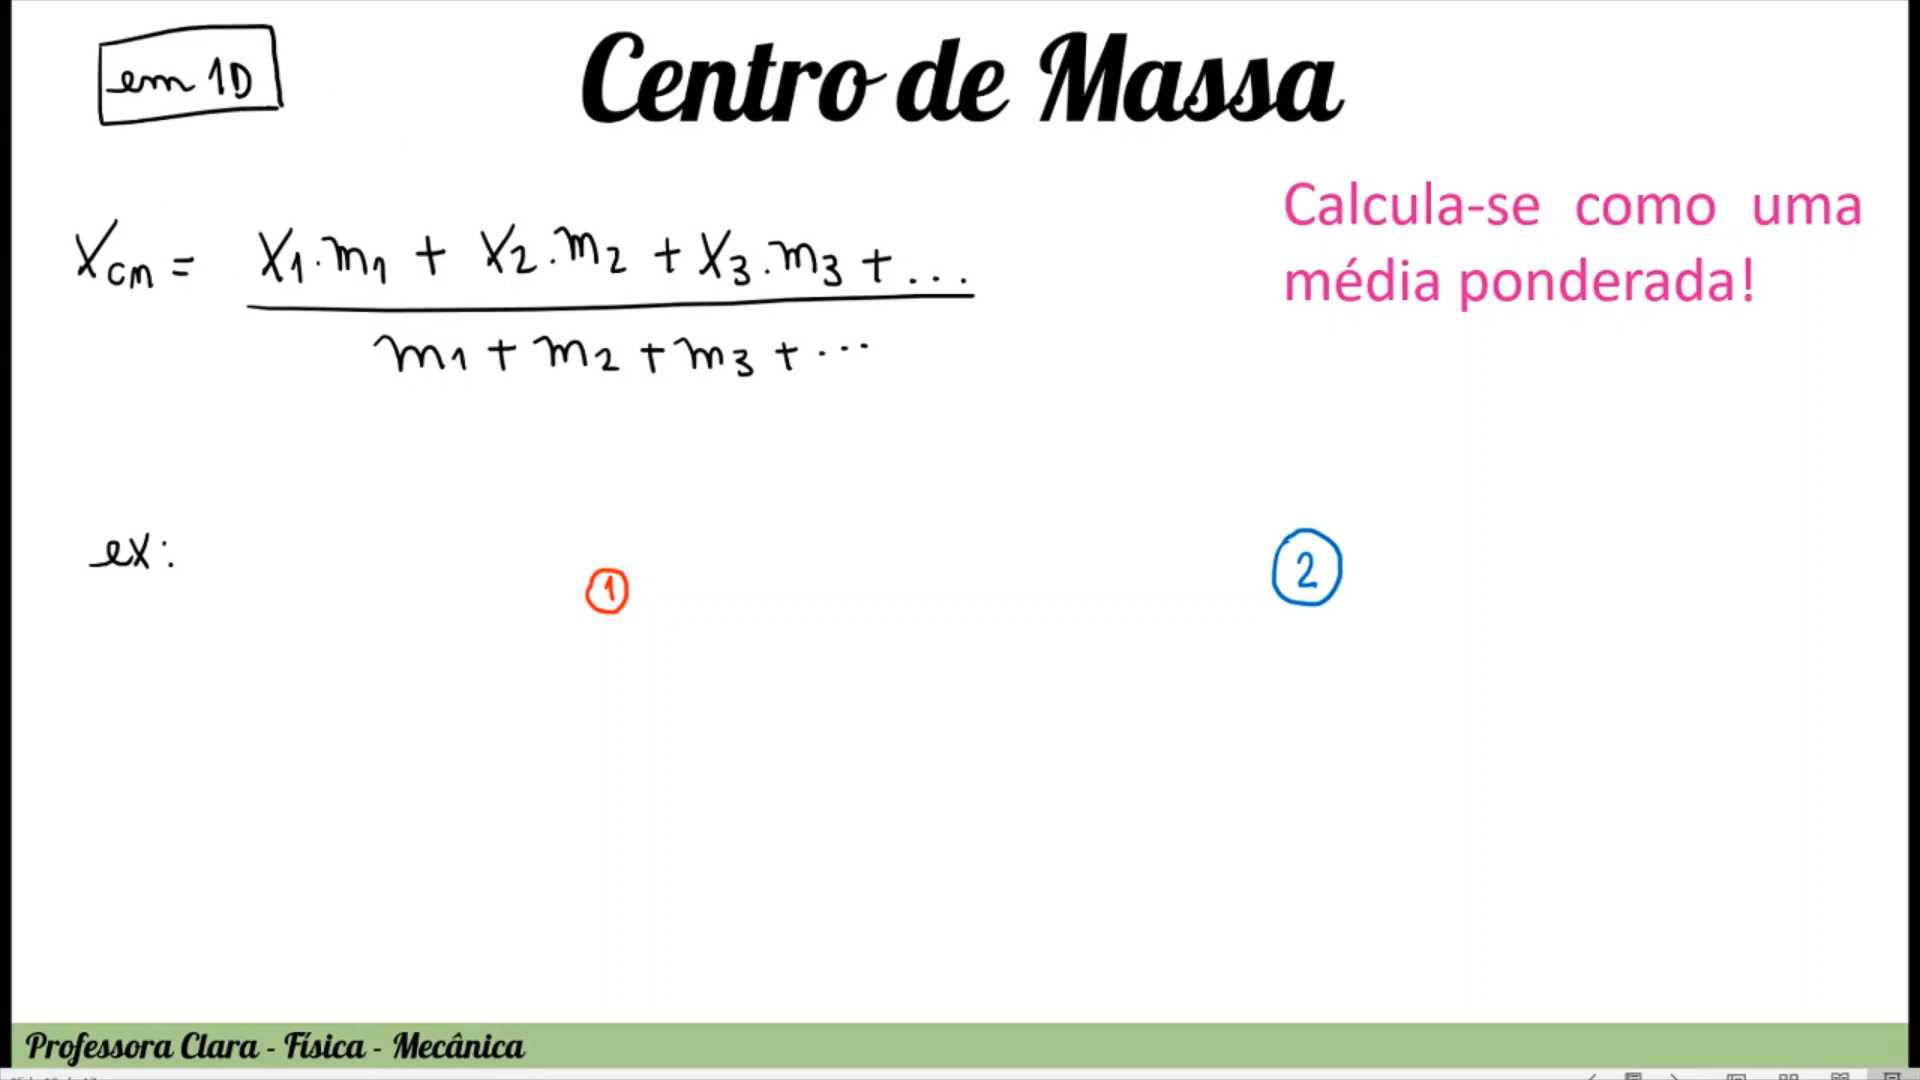 em 1D
Centro de Massa
Calcula-se como uma
média ponderada!
Xcm = X1.m1 + X2.m2 + X3.m3 + ...
m1 + m2 + m3 + ...
ex:
1
2
Professora Clara - Física - Mecânica